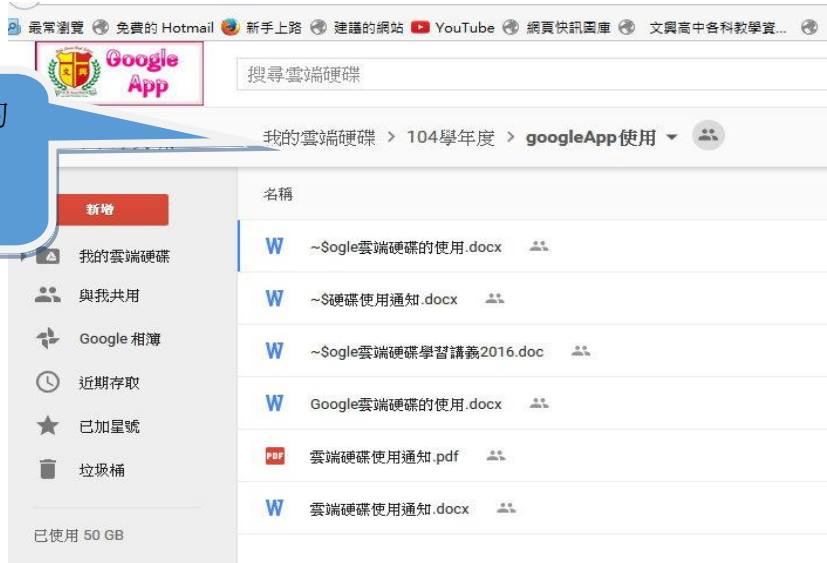 最常瀏覽 免費的 Hotmail 新手上路 建議的網站 YouTube 網頁快訊圖庫 文興高中各科教學資...
Google
App
文 興
搜尋雲端硬碟
的
我的雲端硬碟 > 104學年度 > googleApp使用
新增
名稱
~$ogle雲端硬碟的使用.docx
我的雲端硬碟
~$硬碟使用通知.docx
與我共用
~$ogle雲端硬碟學習講義2016.doc
Google 相簿
近期存取
Google雲端硬碟的使用.docx
已加星號
PDF 雲端硬碟使用通知.pdf
垃圾桶
雲端硬碟使用通知.docx
已使用 50 GB